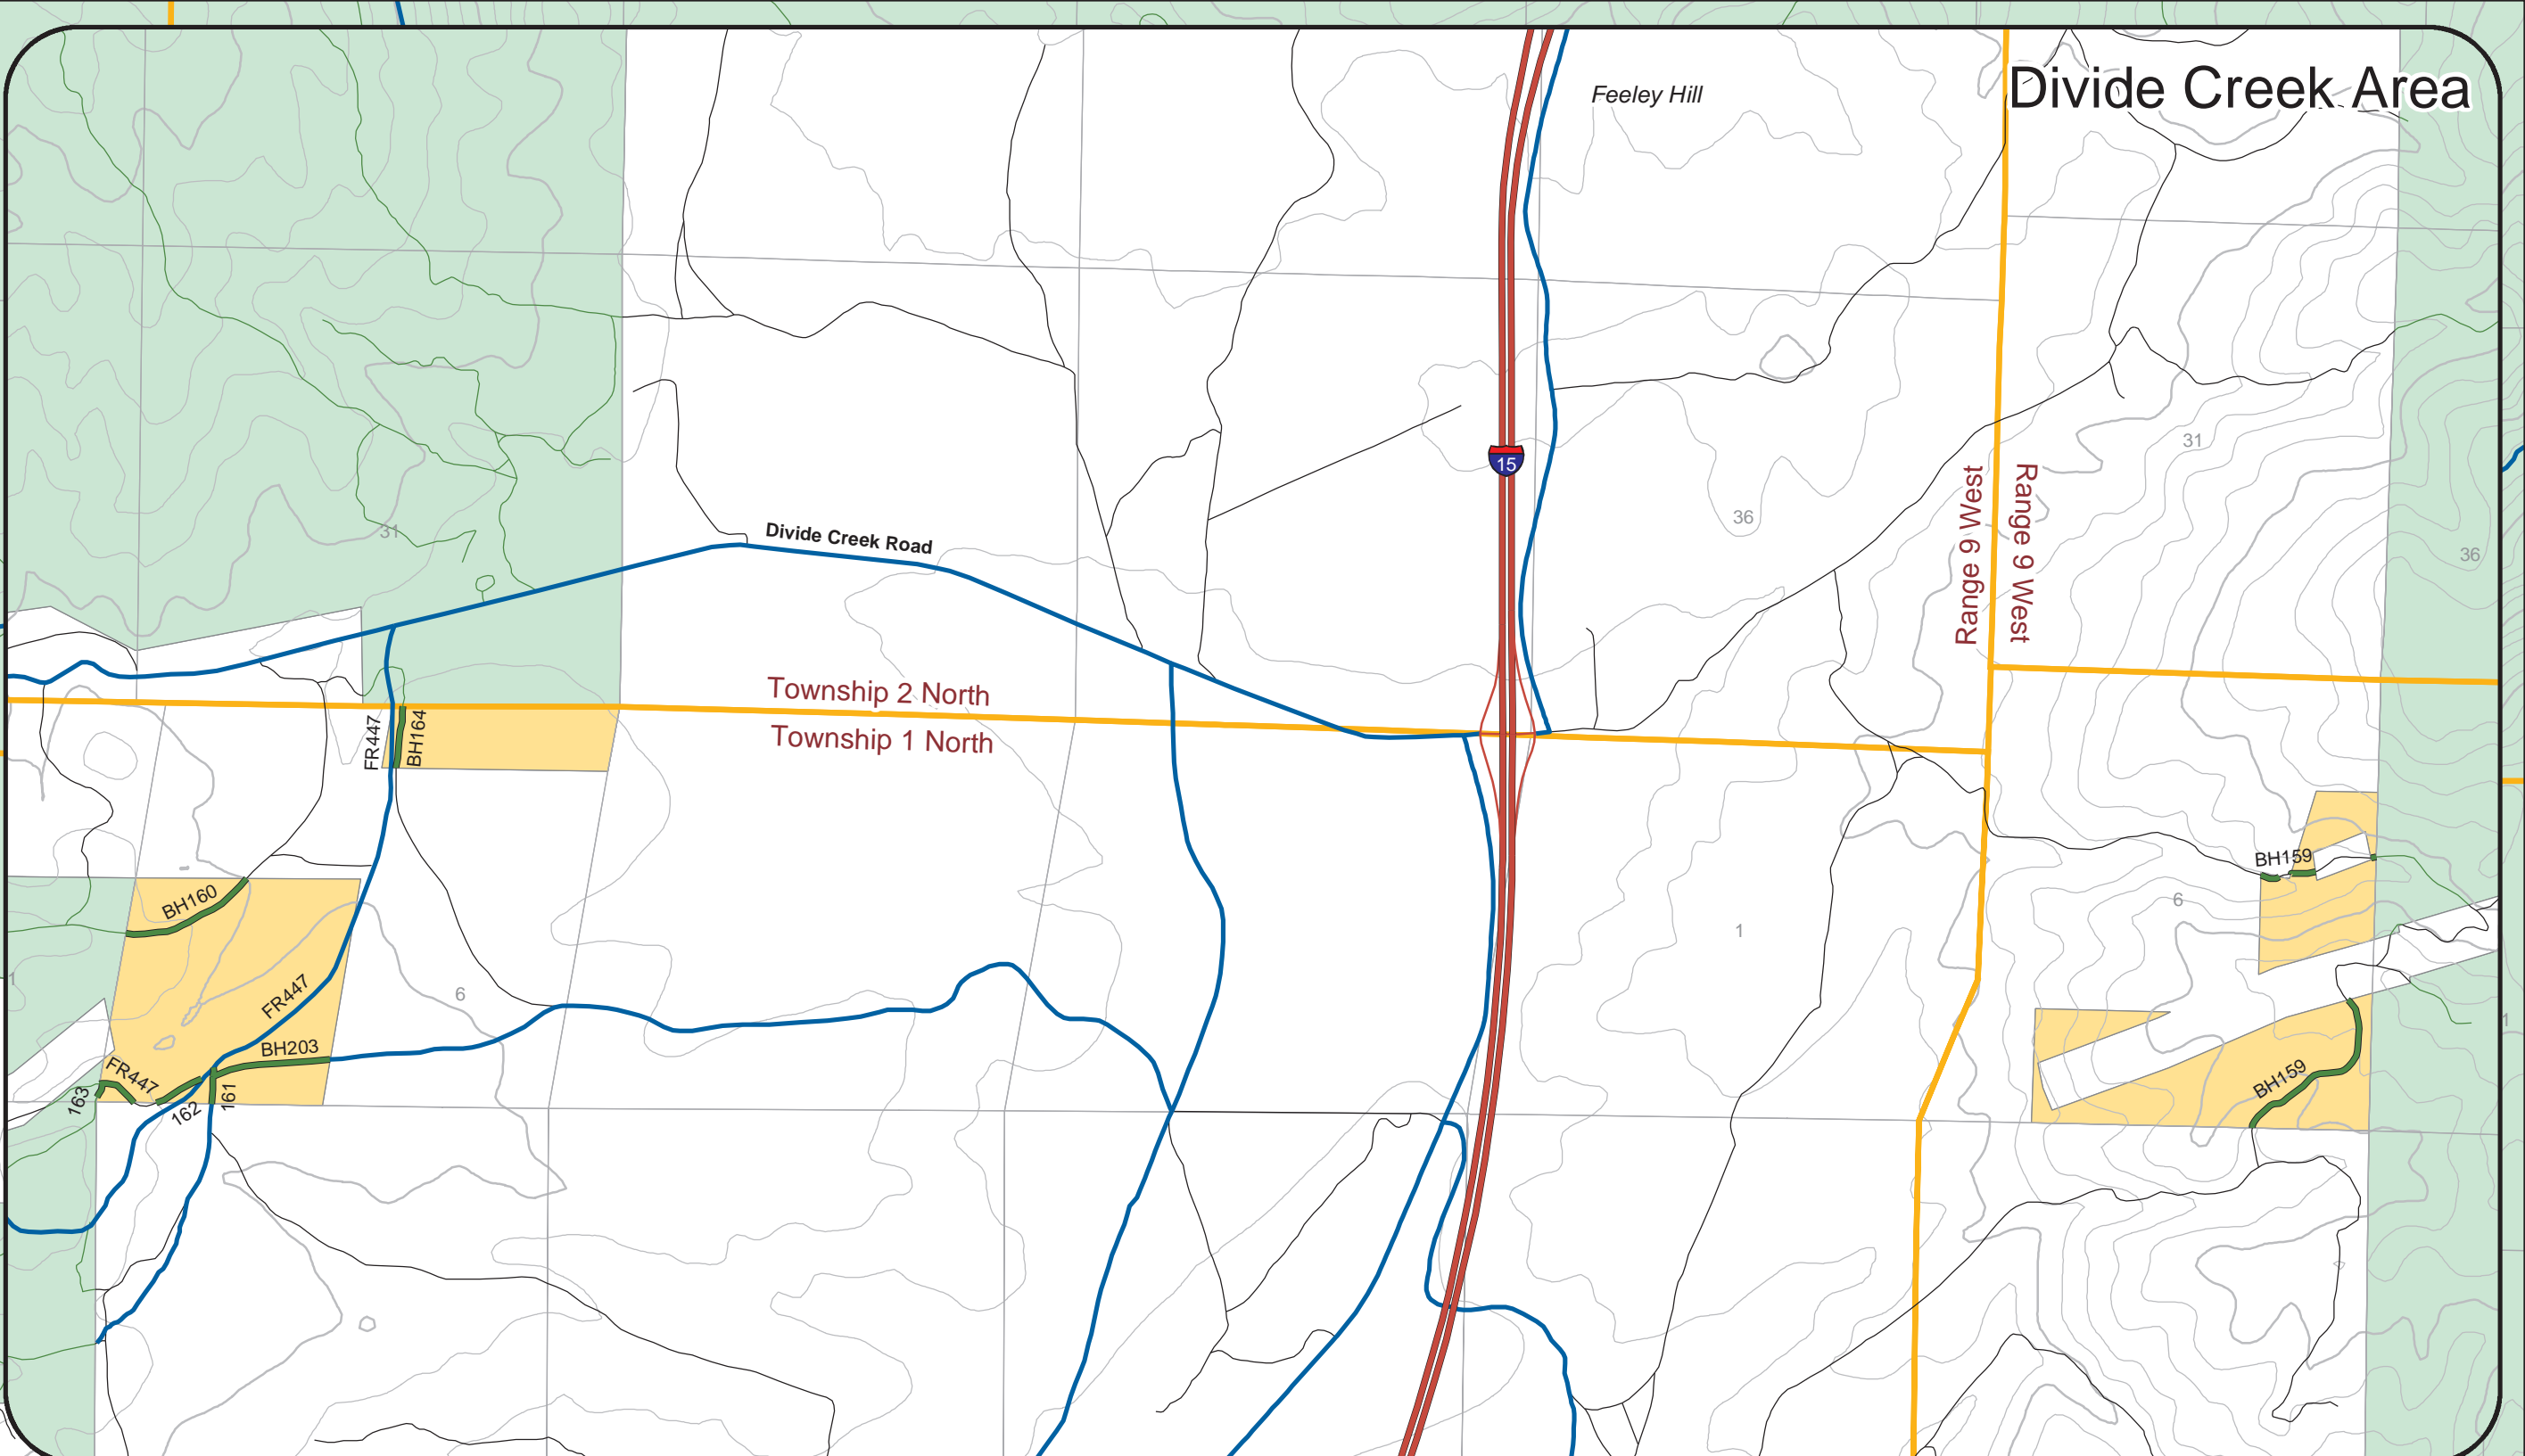 Divide Creek Area
Feeley Hill
31
36
31
36
15
Range 9 West
Range 9 West
Divide Creek Road
Township 2 North
Township 1 North
FR447
BH164
BH159
BH160
6
1
1
6
FR447
1
BH203
FR447
163
162
161
BH159